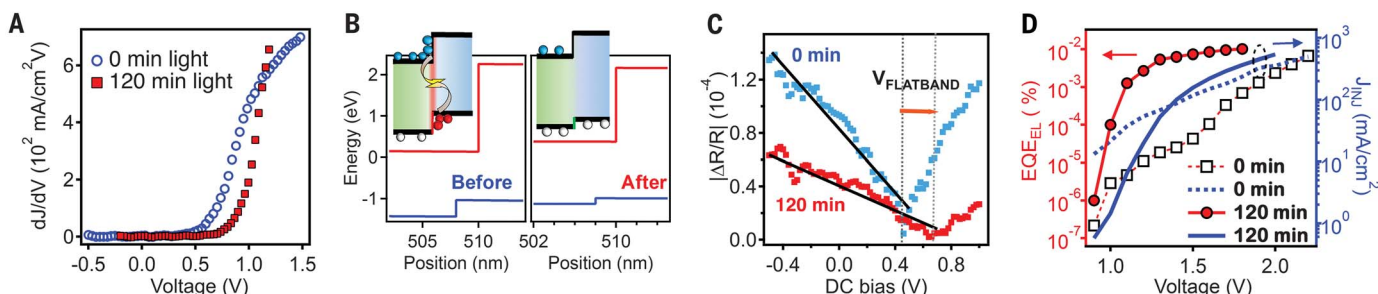 A
dJ/dV (10² mA/cm²V)
6
4
2
0
0 min light
120 min light
-0.5 0.0 0.5 1.0 1.5
Voltage (V)
B
Energy (eV)
2
1
0
-1
Before
After
505 510
502 510
Position (nm)
Position (nm)
C
|ΔR/R| (10⁻⁴)
1.2
0.8
0.4
0.0
0 min
V_FLATBAND
120 min
-0.4 0.0 0.4 0.8
DC bias (V)
D
EQE_EL (%)
10⁻²
10⁻³
10⁻⁴
10⁻⁵
10⁻⁶
10⁻⁷
0 min
0 min
120 min
120 min
10³
10²
10¹
10⁰
J_INJ (mA/cm²)
1.0 1.5 2.0
Voltage (V)